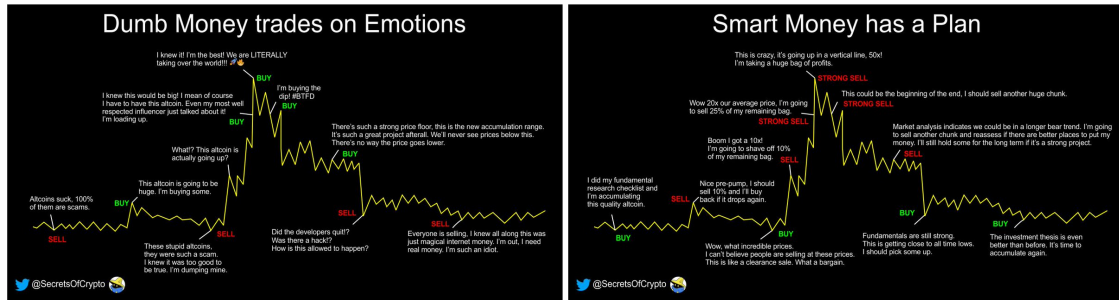 Dumb Money trades on Emotions
I knew it! I'm the best! We are LITERALLY
taking over the world!!! 🚀🔥
BUY
I'm buying the
dip! #BTFD
BUY
I knew this would be big! I mean of course
I have to have this altcoin. Even my most well
respected influencer just talked about it!
I'm loading up.
BUY
There's such a strong price floor, this is the new accumulation range.
It's such a great project afterall. We'll never see prices below this.
There's no way the price goes lower.
BUY
What!? This altcoin is
actually going up?
This altcoin is going to be
huge. I'm buying some.
BUY
Altcoins suck, 100%
of them are scams.
SELL
SELL
These stupid altcoins,
they were such a scam.
I knew it was too good to
be true. I'm dumping mine.
SELL
Did the developers quit!?
Was there a hack!?
How is this allowed to happen?
SELL
Everyone is selling, I knew all along this was
just magical internet money. I'm out, I need
real money. I'm such an idiot.
@SecretsOfCrypto
Smart Money has a Plan
This is crazy, it's going up in a vertical line, 50x!
I'm taking a huge bag of profits.
STRONG SELL
This could be the beginning of the end, I should sell another huge chunk.
STRONG SELL
Wow 20x our average price, I'm going
to sell 25% of my remaining bag.
STRONG SELL
Market analysis indicates we could be in a longer bear trend. I'm going
to sell another chunk and reassess if there are better places to put my
money. I'll still hold some for the long term if it's a strong project.
SELL
Boom I got a 10x!
I'm going to shave off 10%
of my remaining bag.
SELL
I did my fundamental
research checklist and
I'm accumulating
this quality altcoin.
BUY
Nice pre-pump, I should
sell 10% and I'll buy
back if it drops again.
SELL
BUY
Wow, what incredible prices.
I can't believe people are selling at these prices.
This is like a clearance sale. What a bargain.
BUY
Fundamentals are still strong.
This is getting close to all time lows.
I should pick some up.
BUY
The investment thesis is even
better than before. It's time to
accumulate again.
@SecretsOfCrypto